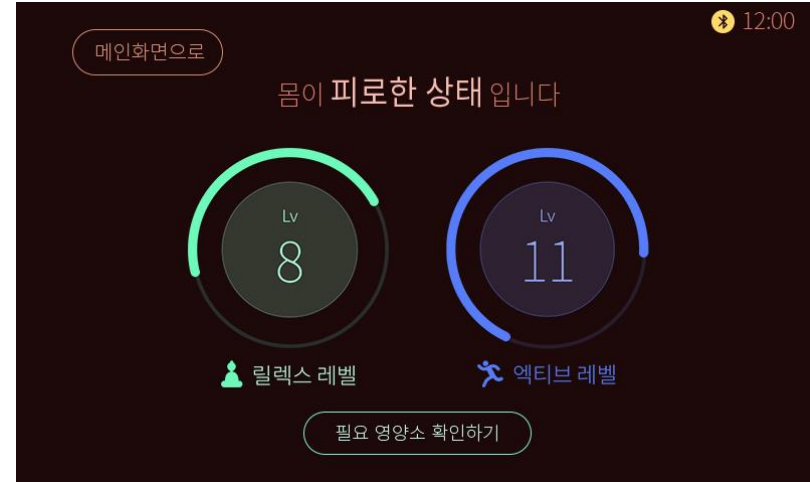 12:00
메인화면으로
몸이 피로한 상태 입니다
Lv
8
Lv
11
릴렉스 레벨
엑티브 레벨
필요 영양소 확인하기